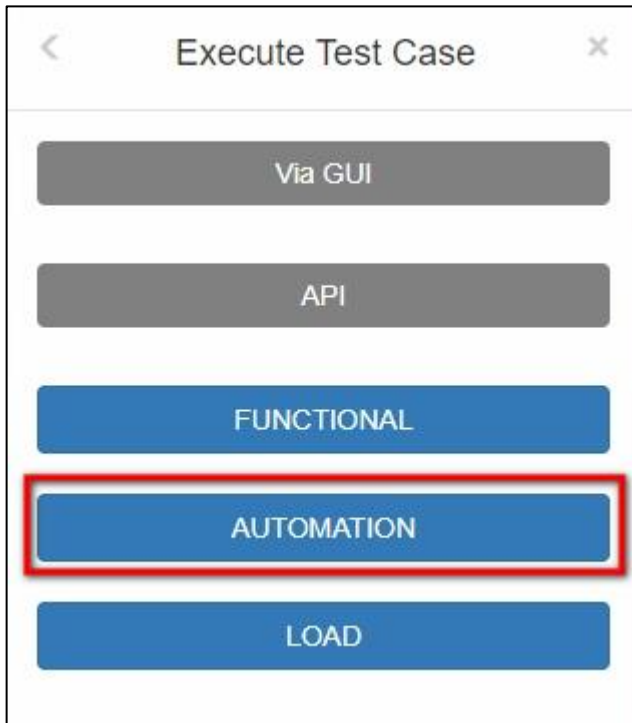 Execute Test Case
Via GUI
API
FUNCTIONAL
AUTOMATION
LOAD